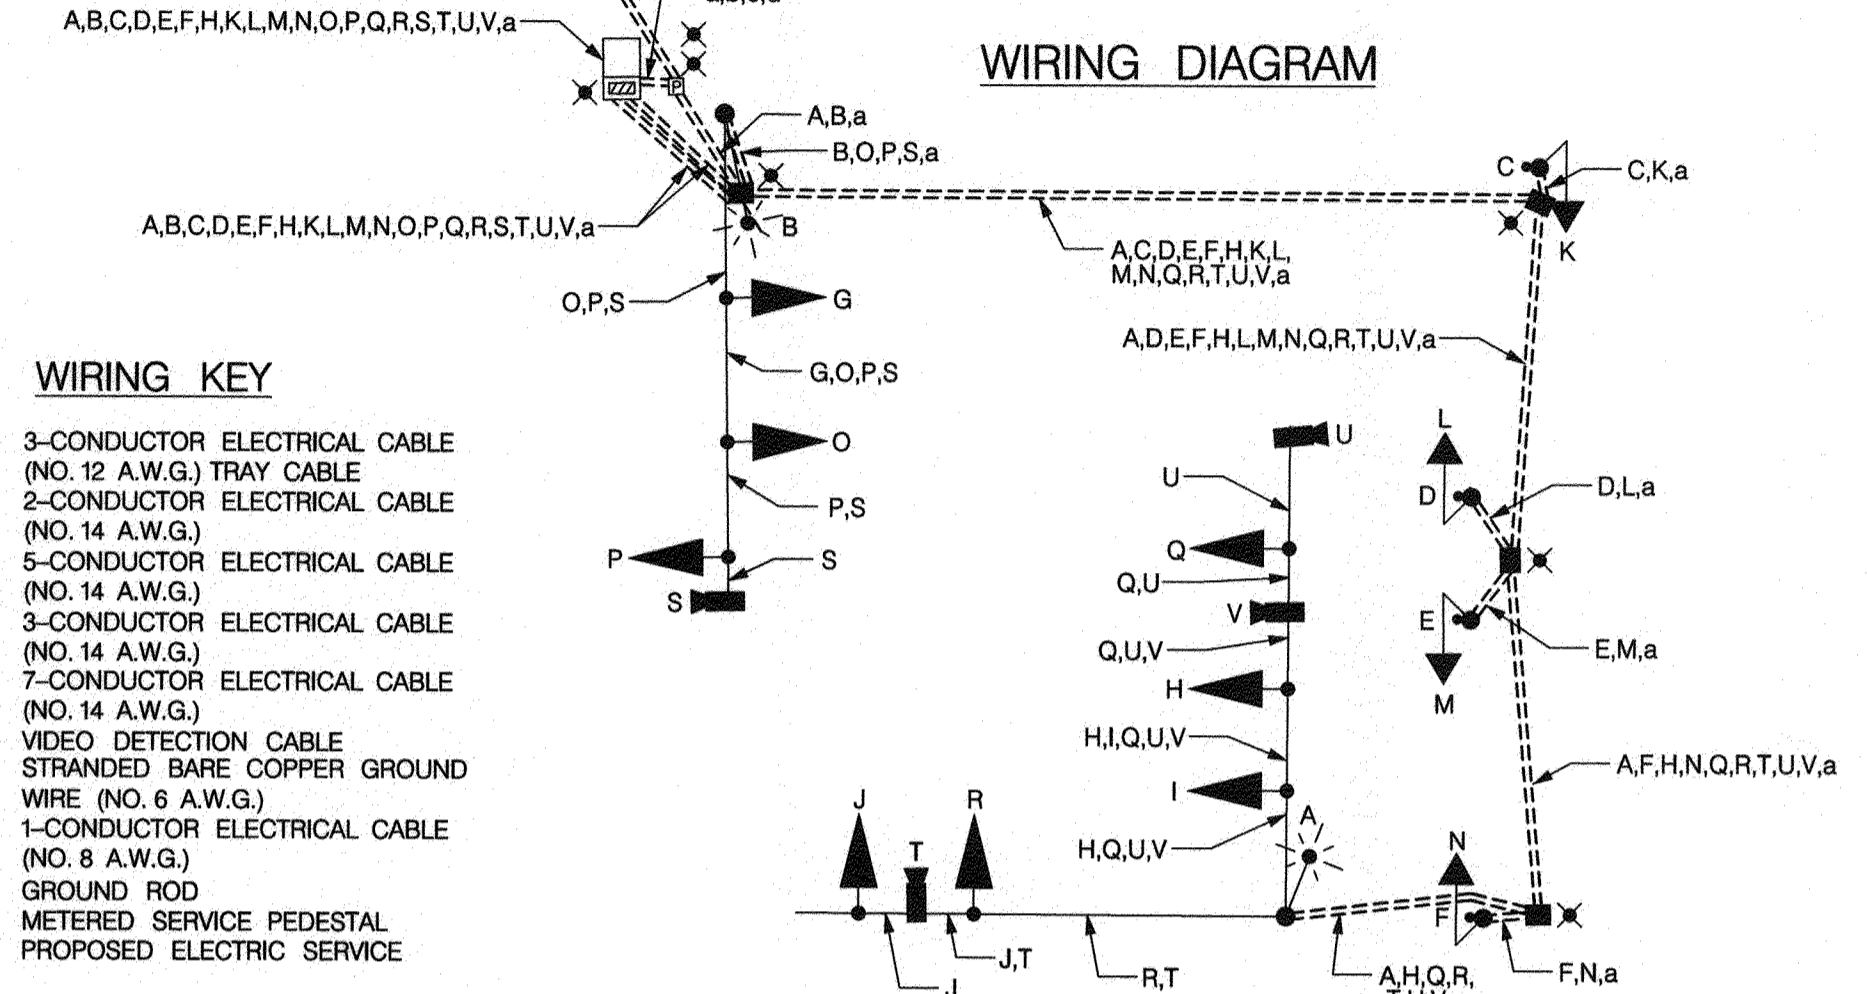 A,B,C,D,E,F,H,K,L,M,N,O,P,Q,R,S,T,U,V,a
WIRING DIAGRAM
P
A,B,a
B,O,P,S,a
C
C,K,a
A,B,C,D,E,F,H,K,L,M,N,O,P,Q,R,S,T,U,V,a
B
K
A,C,D,E,F,H,K,L,
M,N,Q,R,T,U,V,a
O,P,S
G
A,D,E,F,H,L,M,N,Q,R,T,U,V,a
G,O,P,S
WIRING KEY
3-CONDUCTOR ELECTRICAL CABLE
(NO. 12 A.W.G.) TRAY CABLE
2-CONDUCTOR ELECTRICAL CABLE
(NO. 14 A.W.G.)
5-CONDUCTOR ELECTRICAL CABLE
(NO. 14 A.W.G.)
3-CONDUCTOR ELECTRICAL CABLE
(NO. 14 A.W.G.)
7-CONDUCTOR ELECTRICAL CABLE
(NO. 14 A.W.G.)
VIDEO DETECTION CABLE
STRANDED BARE COPPER GROUND
WIRE (NO. 6 A.W.G.)
1-CONDUCTOR ELECTRICAL CABLE
(NO. 8 A.W.G.)
GROUND ROD
METERED SERVICE PEDESTAL
PROPOSED ELECTRIC SERVICE
O
P,S
P
S
S
U
U
Q
Q,U
V
Q,U,V
H
H,I,Q,U,V
I
A
H,Q,U,V
L
D
D,L,a
E
E,M,a
M
A,F,H,N,Q,R,T,U,V,a
J
T
R
N
F
J,T
J
R,T
A,H,Q,R,
F,N,a